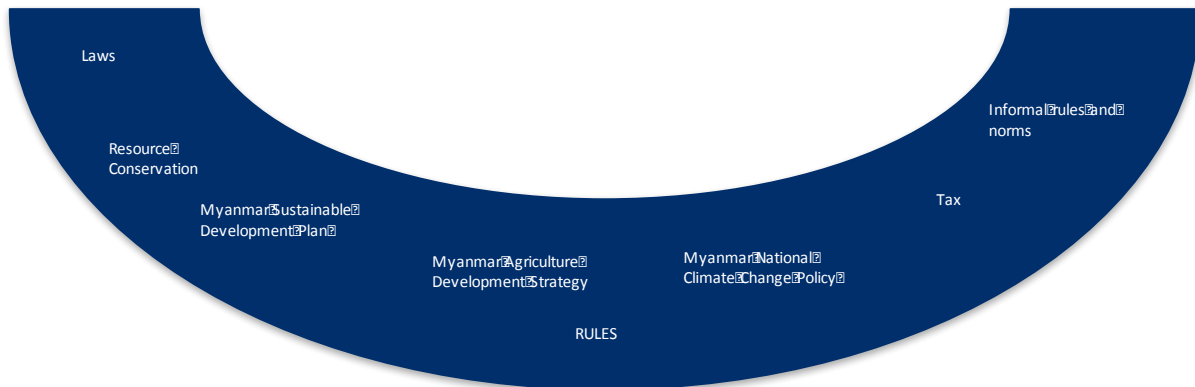 Laws
Resource
Conservation
Myanmar Sustainable
Development Plan
Myanmar Agriculture
Development Strategy
RULES
Myanmar National
Climate Change Policy
Tax
Informal rules and
norms